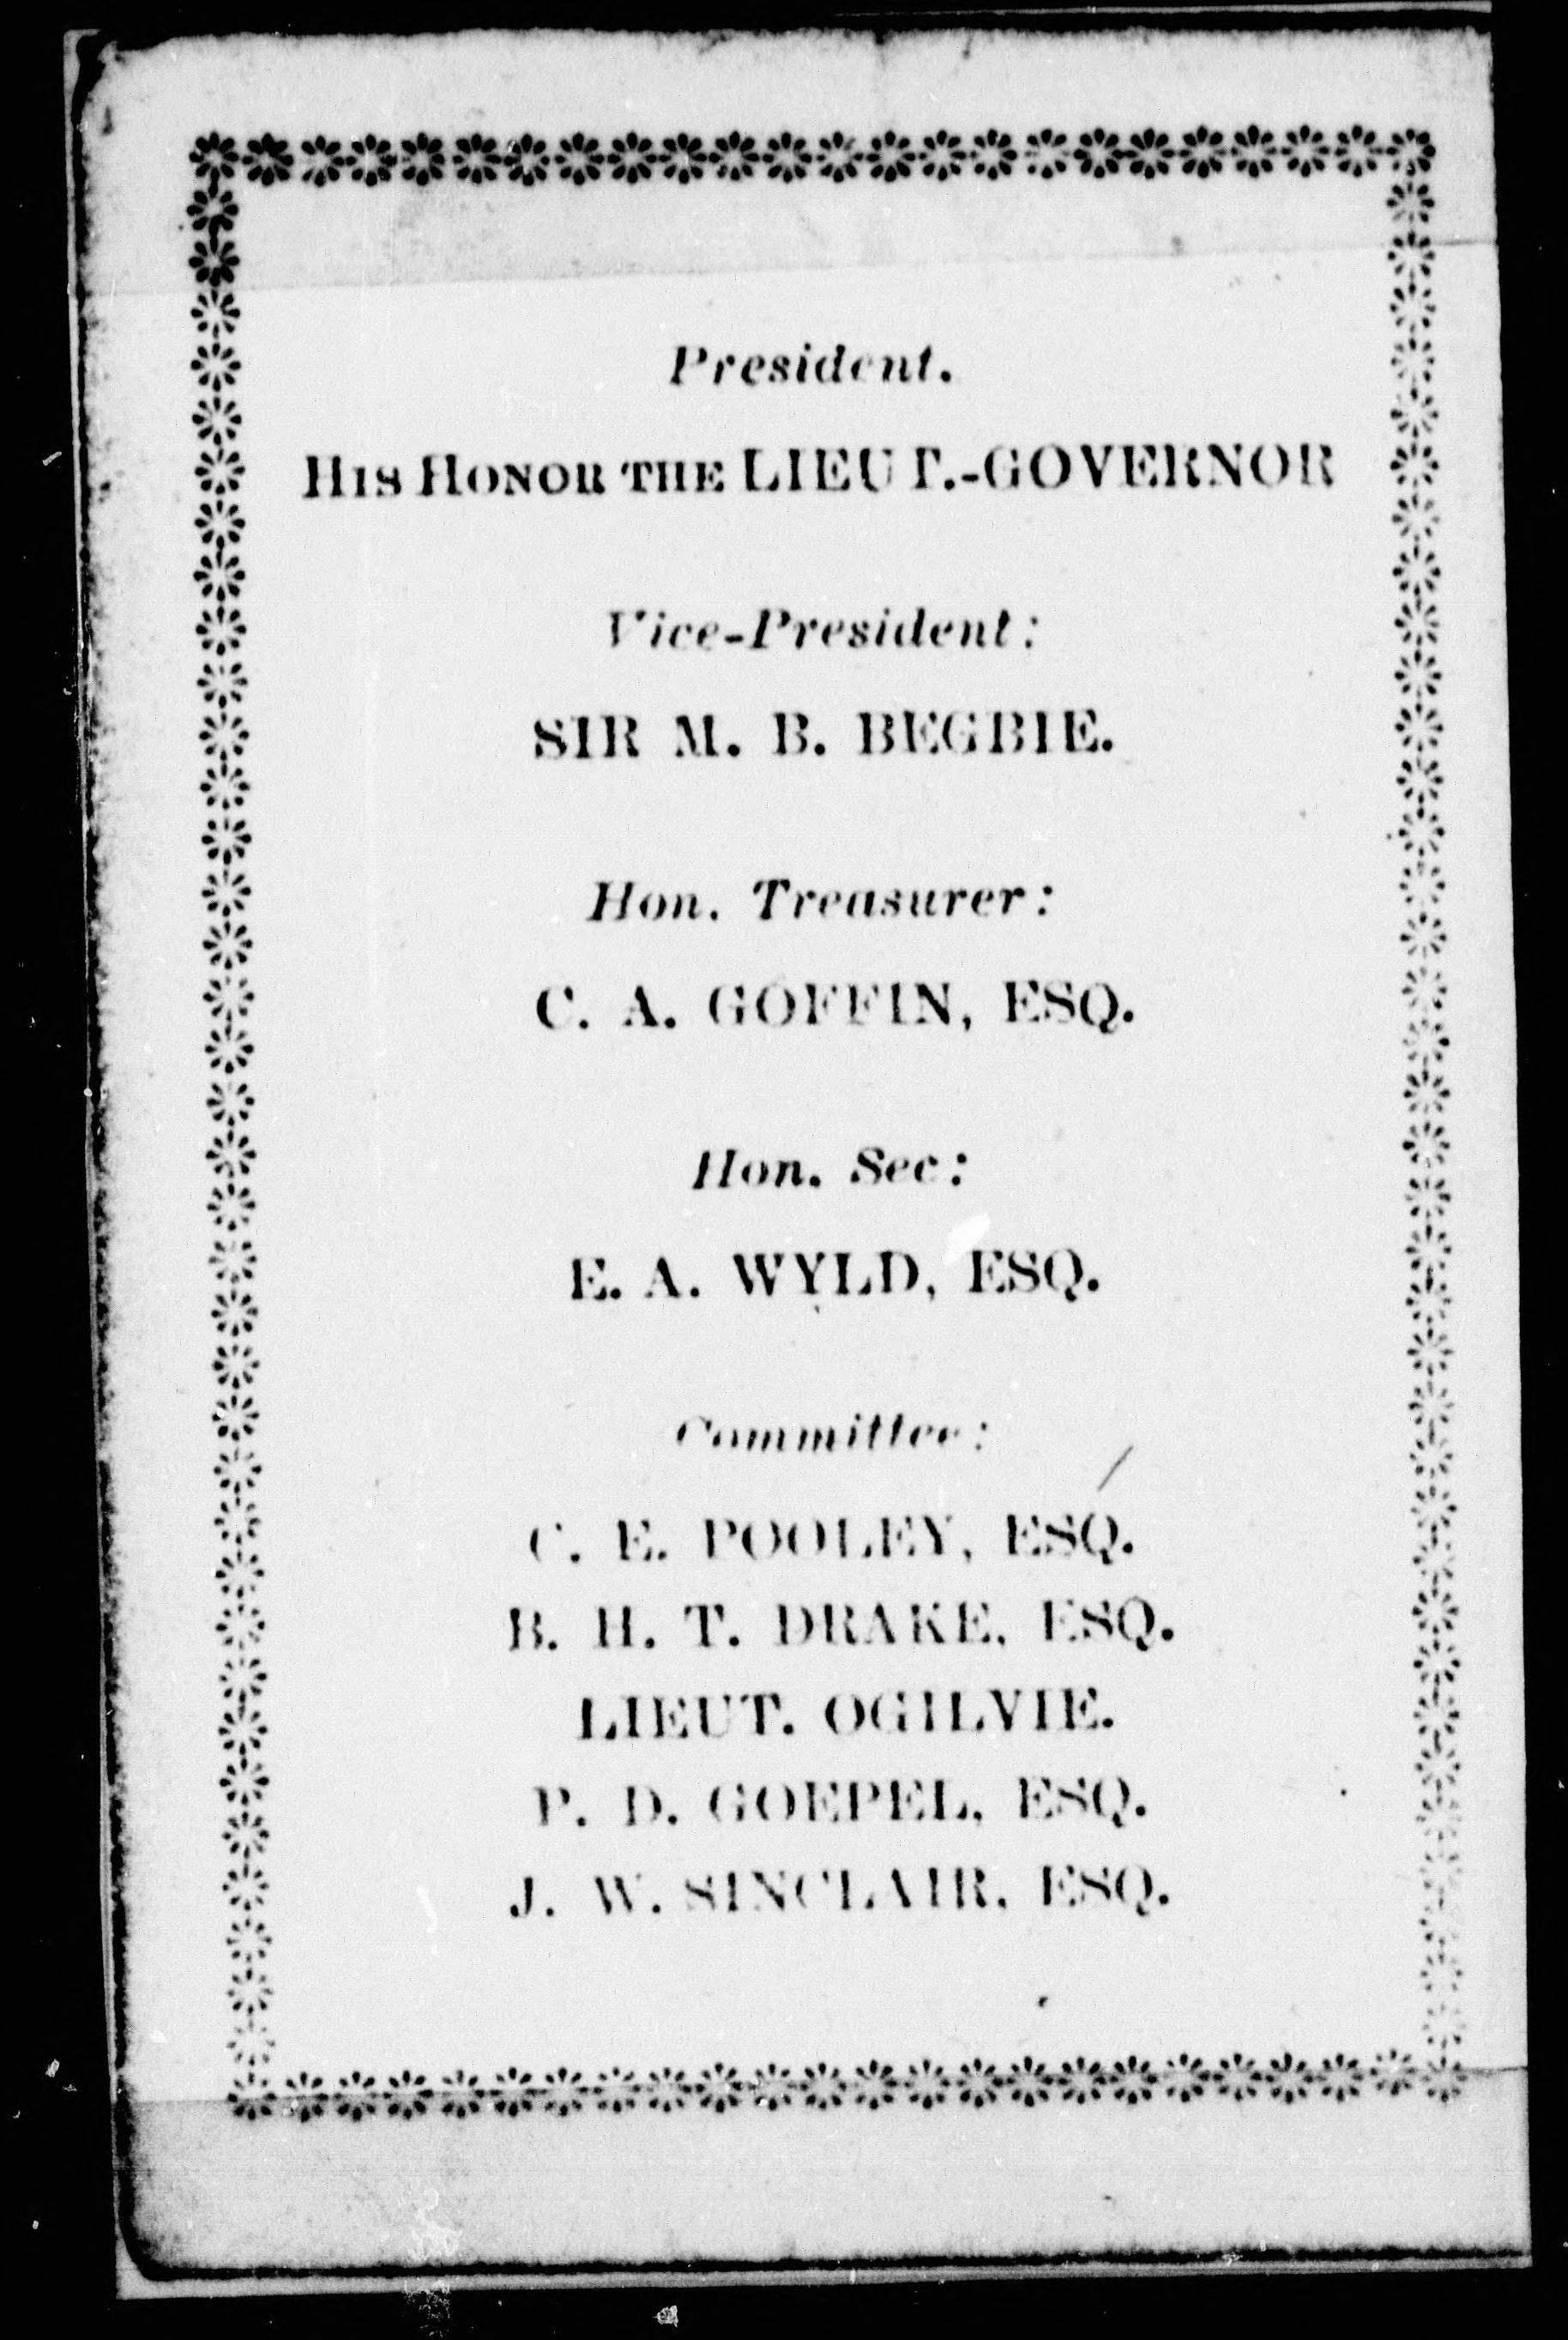 President.
HIS HONOR THE LIEUT.-GOVERNOR
Vice-President:
SIR M. B. BEGBIE.
Hon. Treasurer:
C. A. GOFFIN, ESQ.
Hon. Sec:
E. A. WYLD, ESQ.
Committee:
C. E. POOLEY, ESQ.
B. H. T. DRAKE, ESQ.
LIEUT. OGILVIE.
P. D. GOEPEL, ESQ.
J. W. SINCLAIR, ESQ.